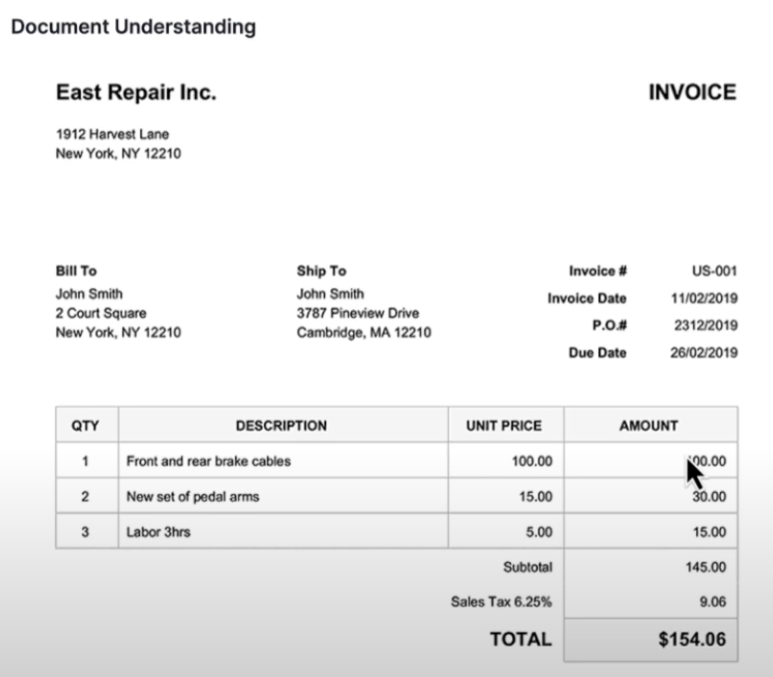 Document Understanding
East Repair Inc.
INVOICE
1912 Harvest Lane
New York, NY 12210
Bill To
John Smith
2 Court Square
New York, NY 12210
Ship To
John Smith
3787 Pineview Drive
Cambridge, MA 12210
Invoice # US-001
Invoice Date 11/02/2019
P.O.# 2312/2019
Due Date 26/02/2019
QTY DESCRIPTION UNIT PRICE AMOUNT
1 Front and rear brake cables 100.00
2 New set of pedal arms 15.00 30.00
3 Labor 3hrs 5.00 15.00
Subtotal 145.00
Sales Tax 6.25% 9.06
TOTAL $154.06